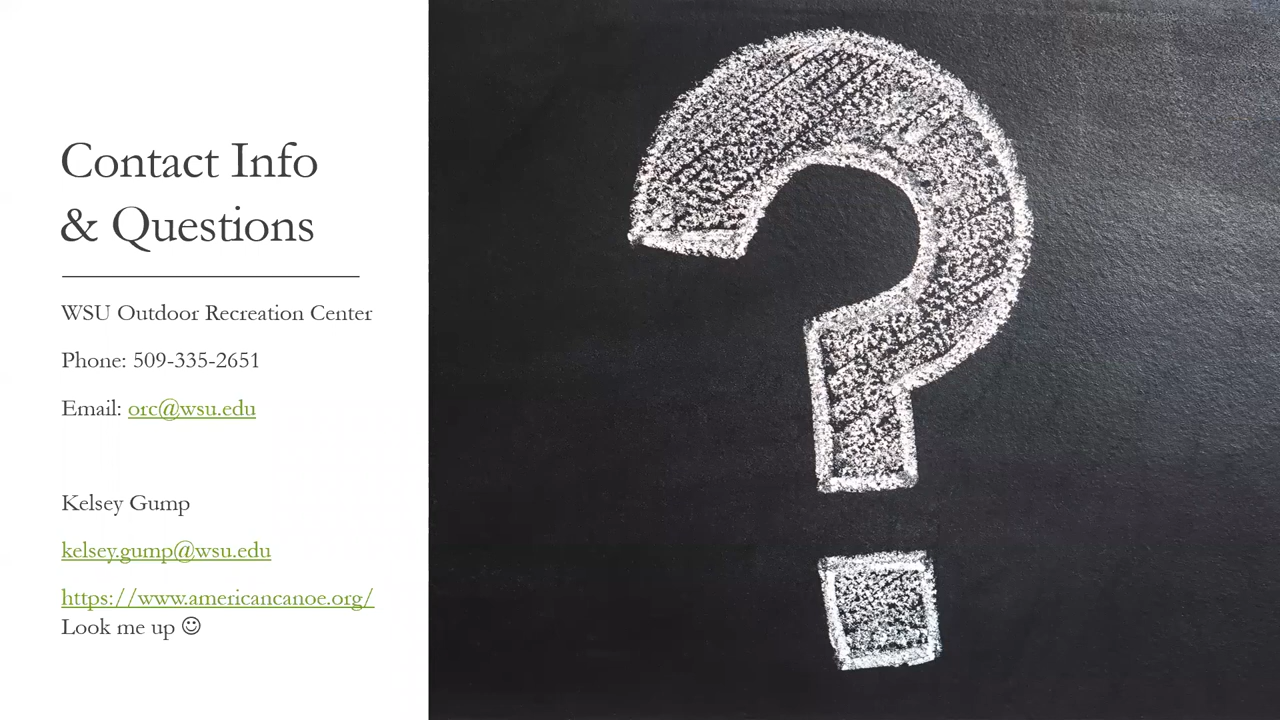 Contact Info
& Questions
WSU Outdoor Recreation Center
Phone: 509-335-2651
Email: orc@wsu.edu
Kelsey Gump
kelsey.gump@wsu.edu
https://www.americancanoe.org/
Look me up ☺
?